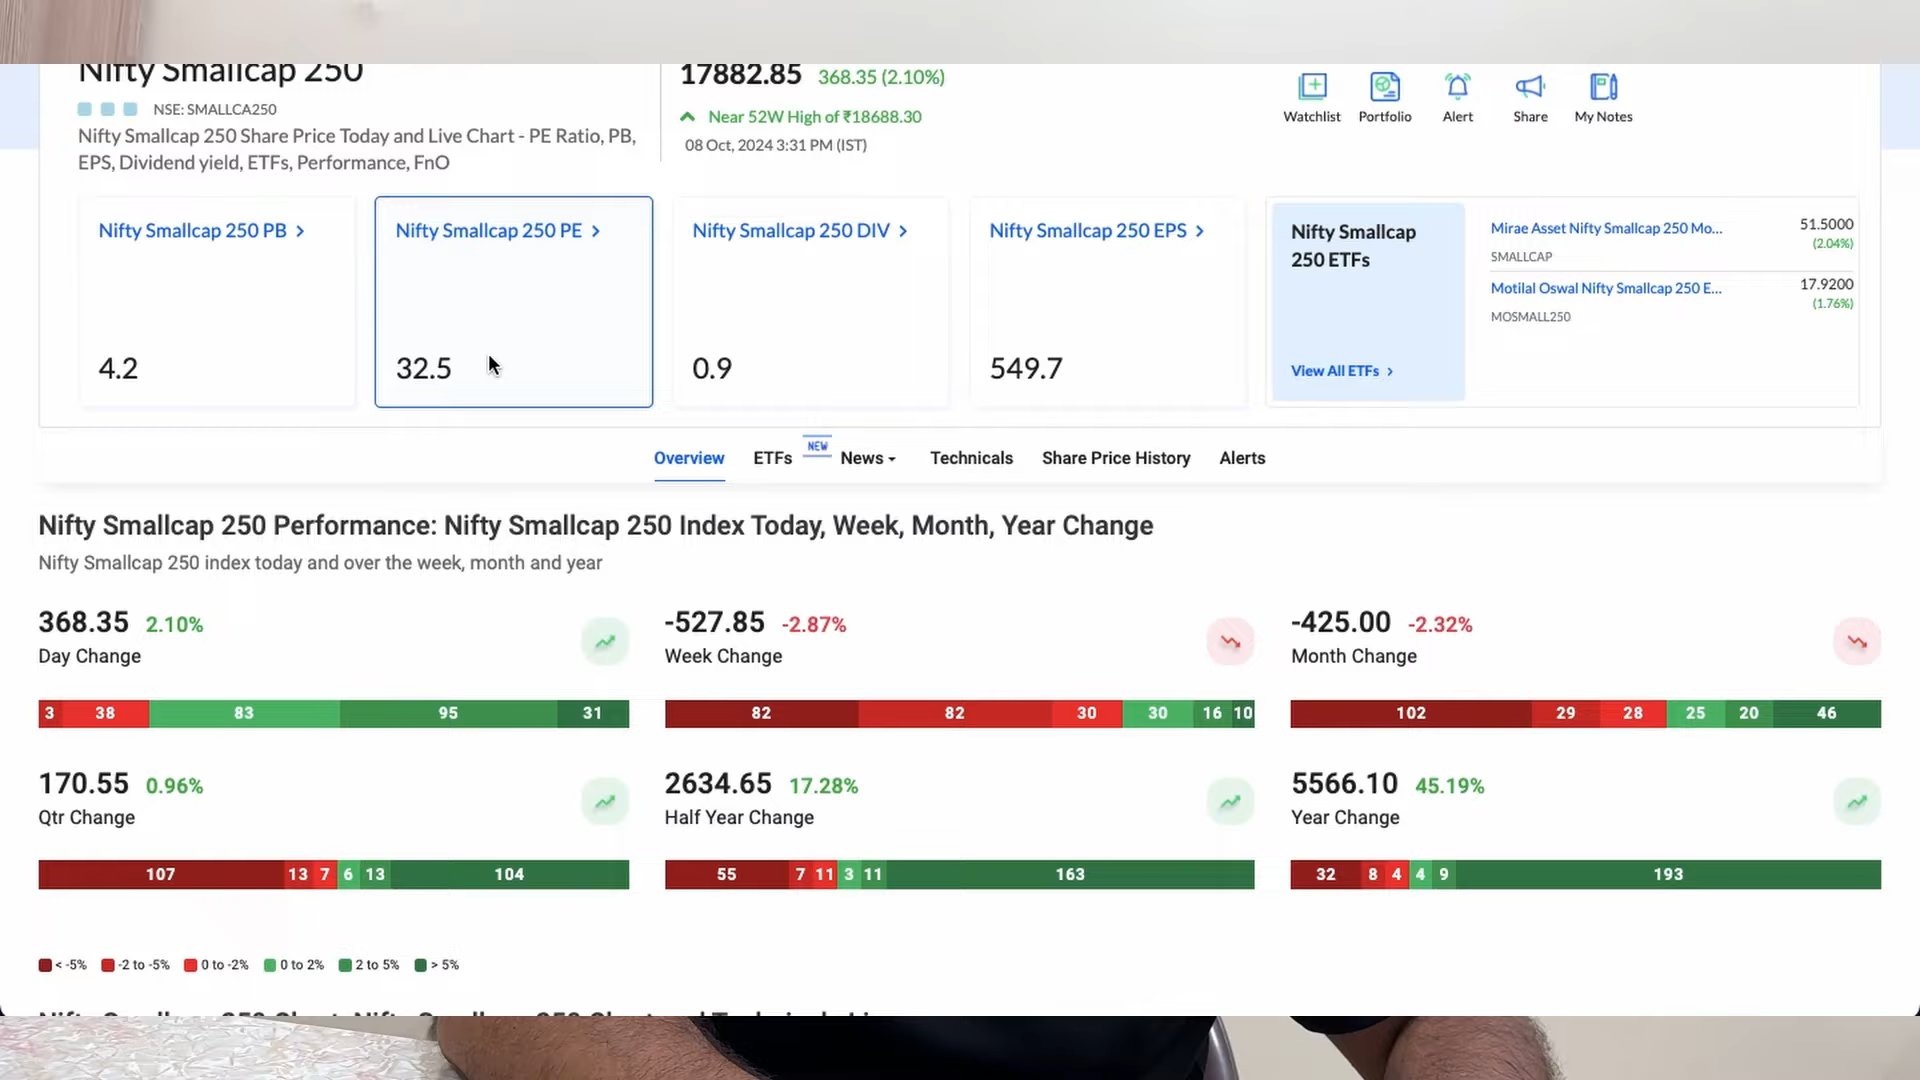 Nifty Smallcap 250
NSE: SMALLCA250
Nifty Smallcap 250 Share Price Today and Live Chart - PE Ratio, PB,
EPS, Dividend yield, ETFs, Performance, FnO
17882.85 368.35 (2.10%)
Near 52W High of ₹18688.30
08 Oct, 2024 3:31 PM (IST)
Watchlist Portfolio Alert Share My Notes
Nifty Smallcap 250 PB
4.2
Nifty Smallcap 250 PE
32.5
Nifty Smallcap 250 DIV
0.9
Nifty Smallcap 250 EPS
549.7
Nifty Smallcap
250 ETFs
View All ETFs
Mirae Asset Nifty Smallcap 250 Mo... 51.5000
(2.04%)
SMALLCAP
Motilal Oswal Nifty Smallcap 250 E... 17.9200
(1.76%)
MOSMALL250
Overview ETFs NEW News Technicals Share Price History Alerts
Nifty Smallcap 250 Performance: Nifty Smallcap 250 Index Today, Week, Month, Year Change
Nifty Smallcap 250 index today and over the week, month and year
368.35 2.10%
Day Change
3 38 83 95 31
-527.85 -2.87%
Week Change
82 82 30 30 16 10
-425.00 -2.32%
Month Change
102 29 28 25 20 46
170.55 0.96%
Qtr Change
107 13 7 6 13 104
2634.65 17.28%
Half Year Change
55 7 11 3 11 163
5566.10 45.19%
Year Change
32 8 4 4 9 193
< -5% -2 to -5% 0 to -2% 0 to 2% 2 to 5% > 5%